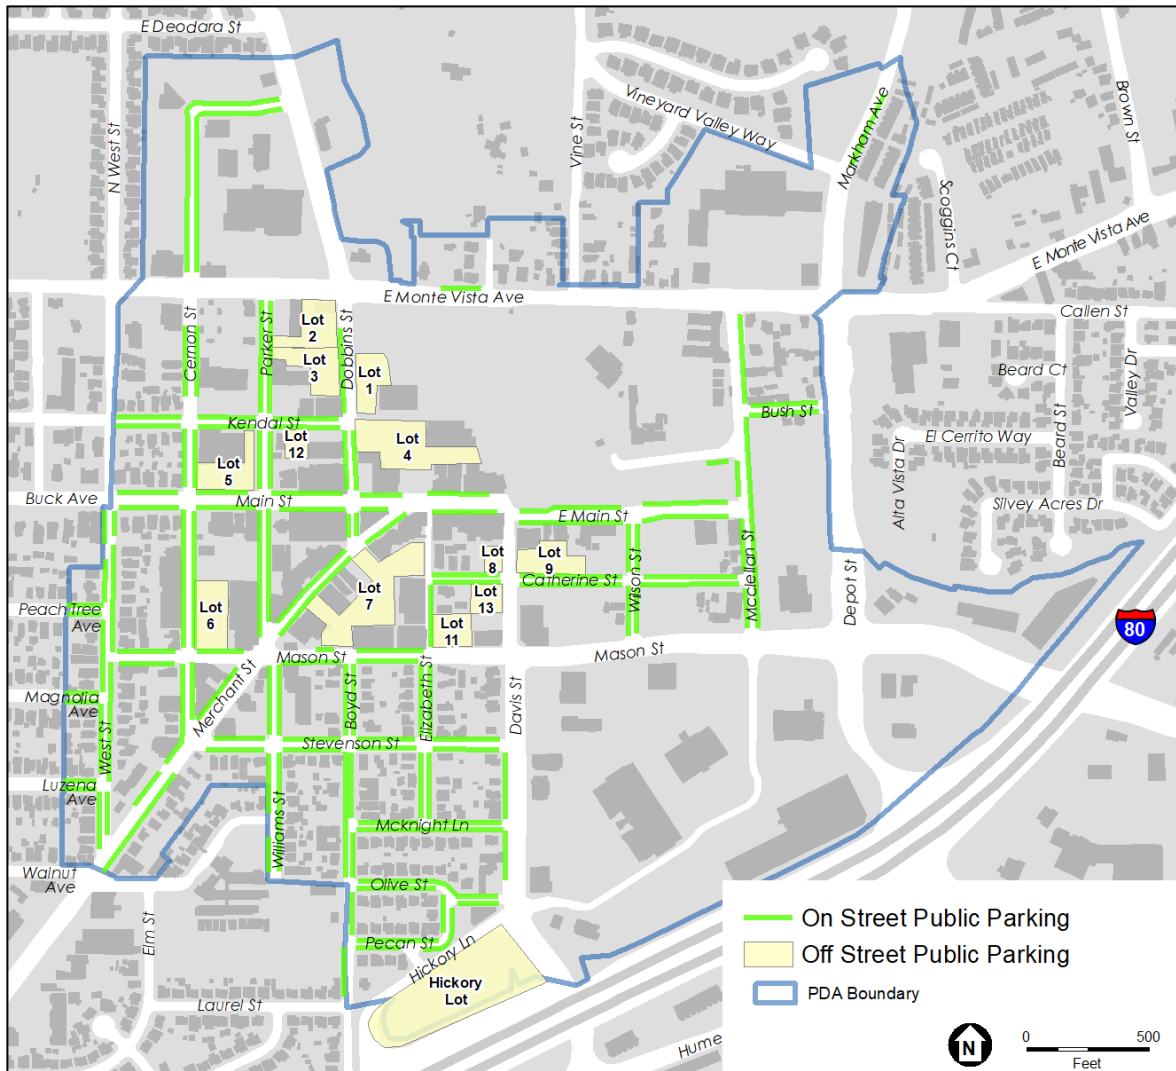 E Deodara St
N West St
Vine St
Vineyard Valley Way
Markham Ave
Brown St
Scoggins Ct
E Monte Vista Ave
E Monte Vista Ave
Callen St
Cernon St
Parker St
Lot
2
Lot
3
Dobbins St
Lot
1
Beard Ct
Valley Dr
Kendal St
Bush St
Lot
12
Lot
4
Lot
5
Alta Vista Dr
El Cerrito Way
Beard St
Buck Ave
Main St
Silvey Acres Dr
E Main St
Lot
8
Lot
9
Catherine St
Wilson St
Mcclellan St
Depot St
Lot
7
Lot
6
Lot
13
Lot
11
Peach Tree
Ave
80
Mason St
Mason St
Merchant St
Boyd St
Elizabeth St
Davis St
Magnolia
Ave
West St
Stevenson St
Luzena
Ave
Williams St
Mcknight Ln
Walnut
Ave
Olive St
Elm St
Pecan St
Hickory Ln
Hickory
Lot
Laurel St
Hume
On Street Public Parking
Off Street Public Parking
PDA Boundary
N
0 500
Feet